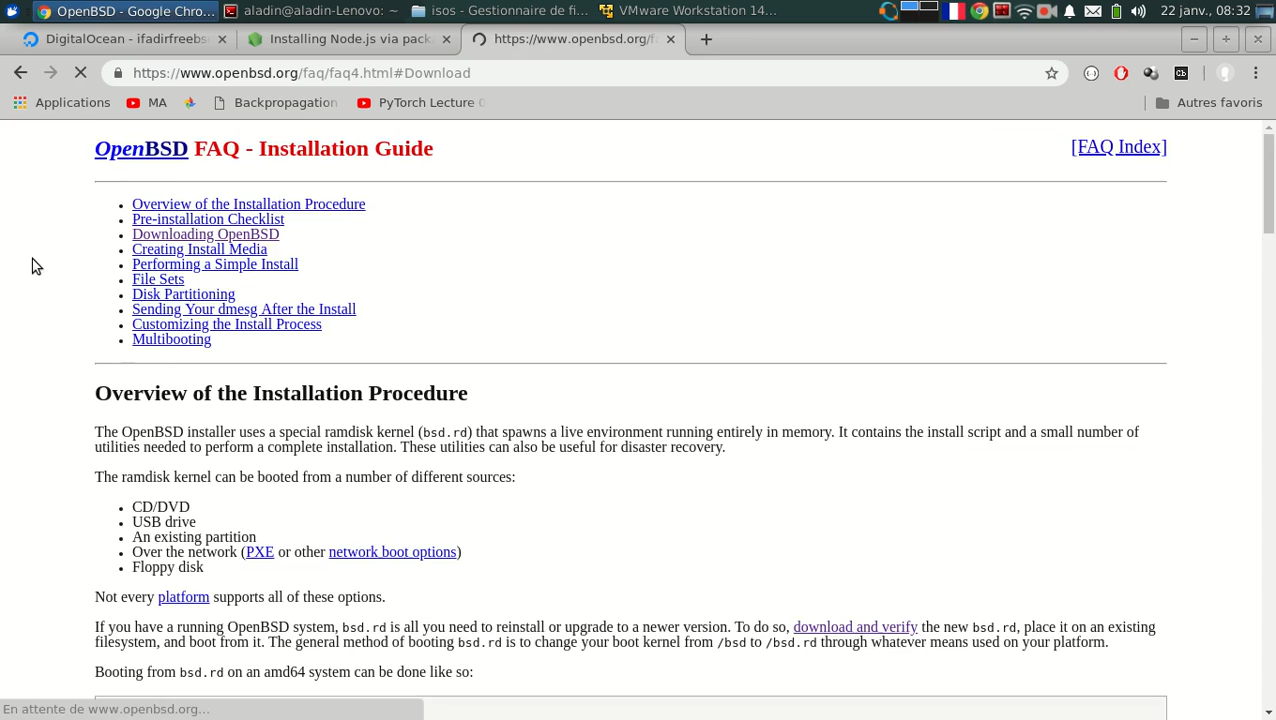 OpenBSD - Google Chro...
aladin@aladin-Lenovo: ~
isos - Gestionnaire de fi...
VMware Workstation 14...
22 janv., 08:32
DigitalOcean - ifadirfreebs
Installing Node.js via pack
https://www.openbsd.org/f
https://www.openbsd.org/faq/faq4.html#Download
Applications
MA
Backpropagation
PyTorch Lecture 0
Autres favoris
OpenBSD FAQ - Installation Guide
[FAQ Index]
Overview of the Installation Procedure
Pre-installation Checklist
Downloading OpenBSD
Creating Install Media
Performing a Simple Install
File Sets
Disk Partitioning
Sending Your dmesg After the Install
Customizing the Install Process
Multibooting
Overview of the Installation Procedure
The OpenBSD installer uses a special ramdisk kernel (bsd.rd) that spawns a live environment running entirely in memory. It contains the install script and a small number of
utilities needed to perform a complete installation. These utilities can also be useful for disaster recovery.
The ramdisk kernel can be booted from a number of different sources:
CD/DVD
USB drive
An existing partition
Over the network (PXE or other network boot options)
Floppy disk
Not every platform supports all of these options.
If you have a running OpenBSD system, bsd.rd is all you need to reinstall or upgrade to a newer version. To do so, download and verify the new bsd.rd, place it on an existing
filesystem, and boot from it. The general method of booting bsd.rd is to change your boot kernel from /bsd to /bsd.rd through whatever means used on your platform.
Booting from bsd.rd on an amd64 system can be done like so:
En attente de www.openbsd.org...